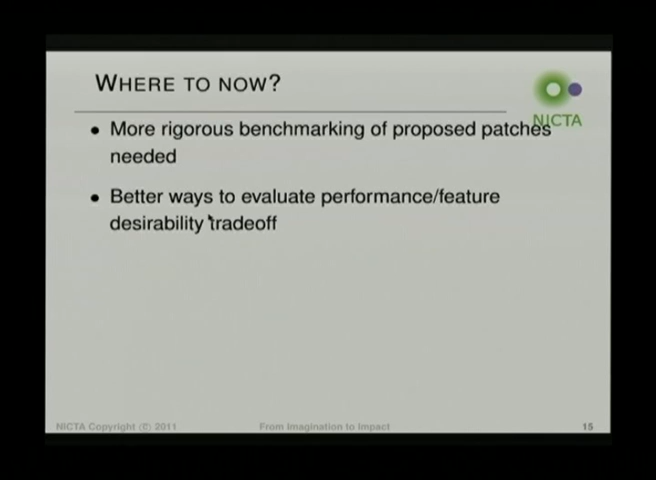 WHERE TO NOW?
NICTA
• More rigorous benchmarking of proposed patches
needed
• Better ways to evaluate performance/feature
desirability tradeoff
NICTA Copyright © 2011 From Imagination to Impact 15